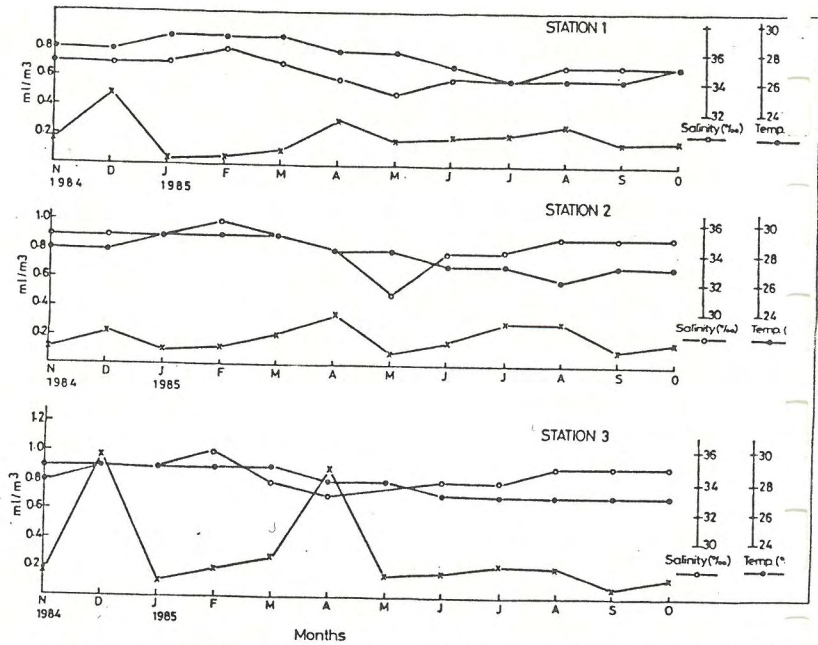 STATION 1
ml/m3
0.8
0.6
0.4
0.2
36
34
32
30
28
26
24
Salinity (‰)
Temp.
N D J F M A M J J A S O
1984 1985
STATION 2
ml/m3
1.0
0.8
0.6
0.4
0.2
36
34
32
30
30
28
26
24
Salinity (‰)
Temp. (
N D J F M A M J J A S O
1984 1985
STATION 3
ml/m3
1.2
1.0
0.8
0.6
0.4
0.2
36
34
32
30
30
28
26
24
Salinity (‰)
Temp. (°
N D J F M A M J J A S O
1984 1985
Months